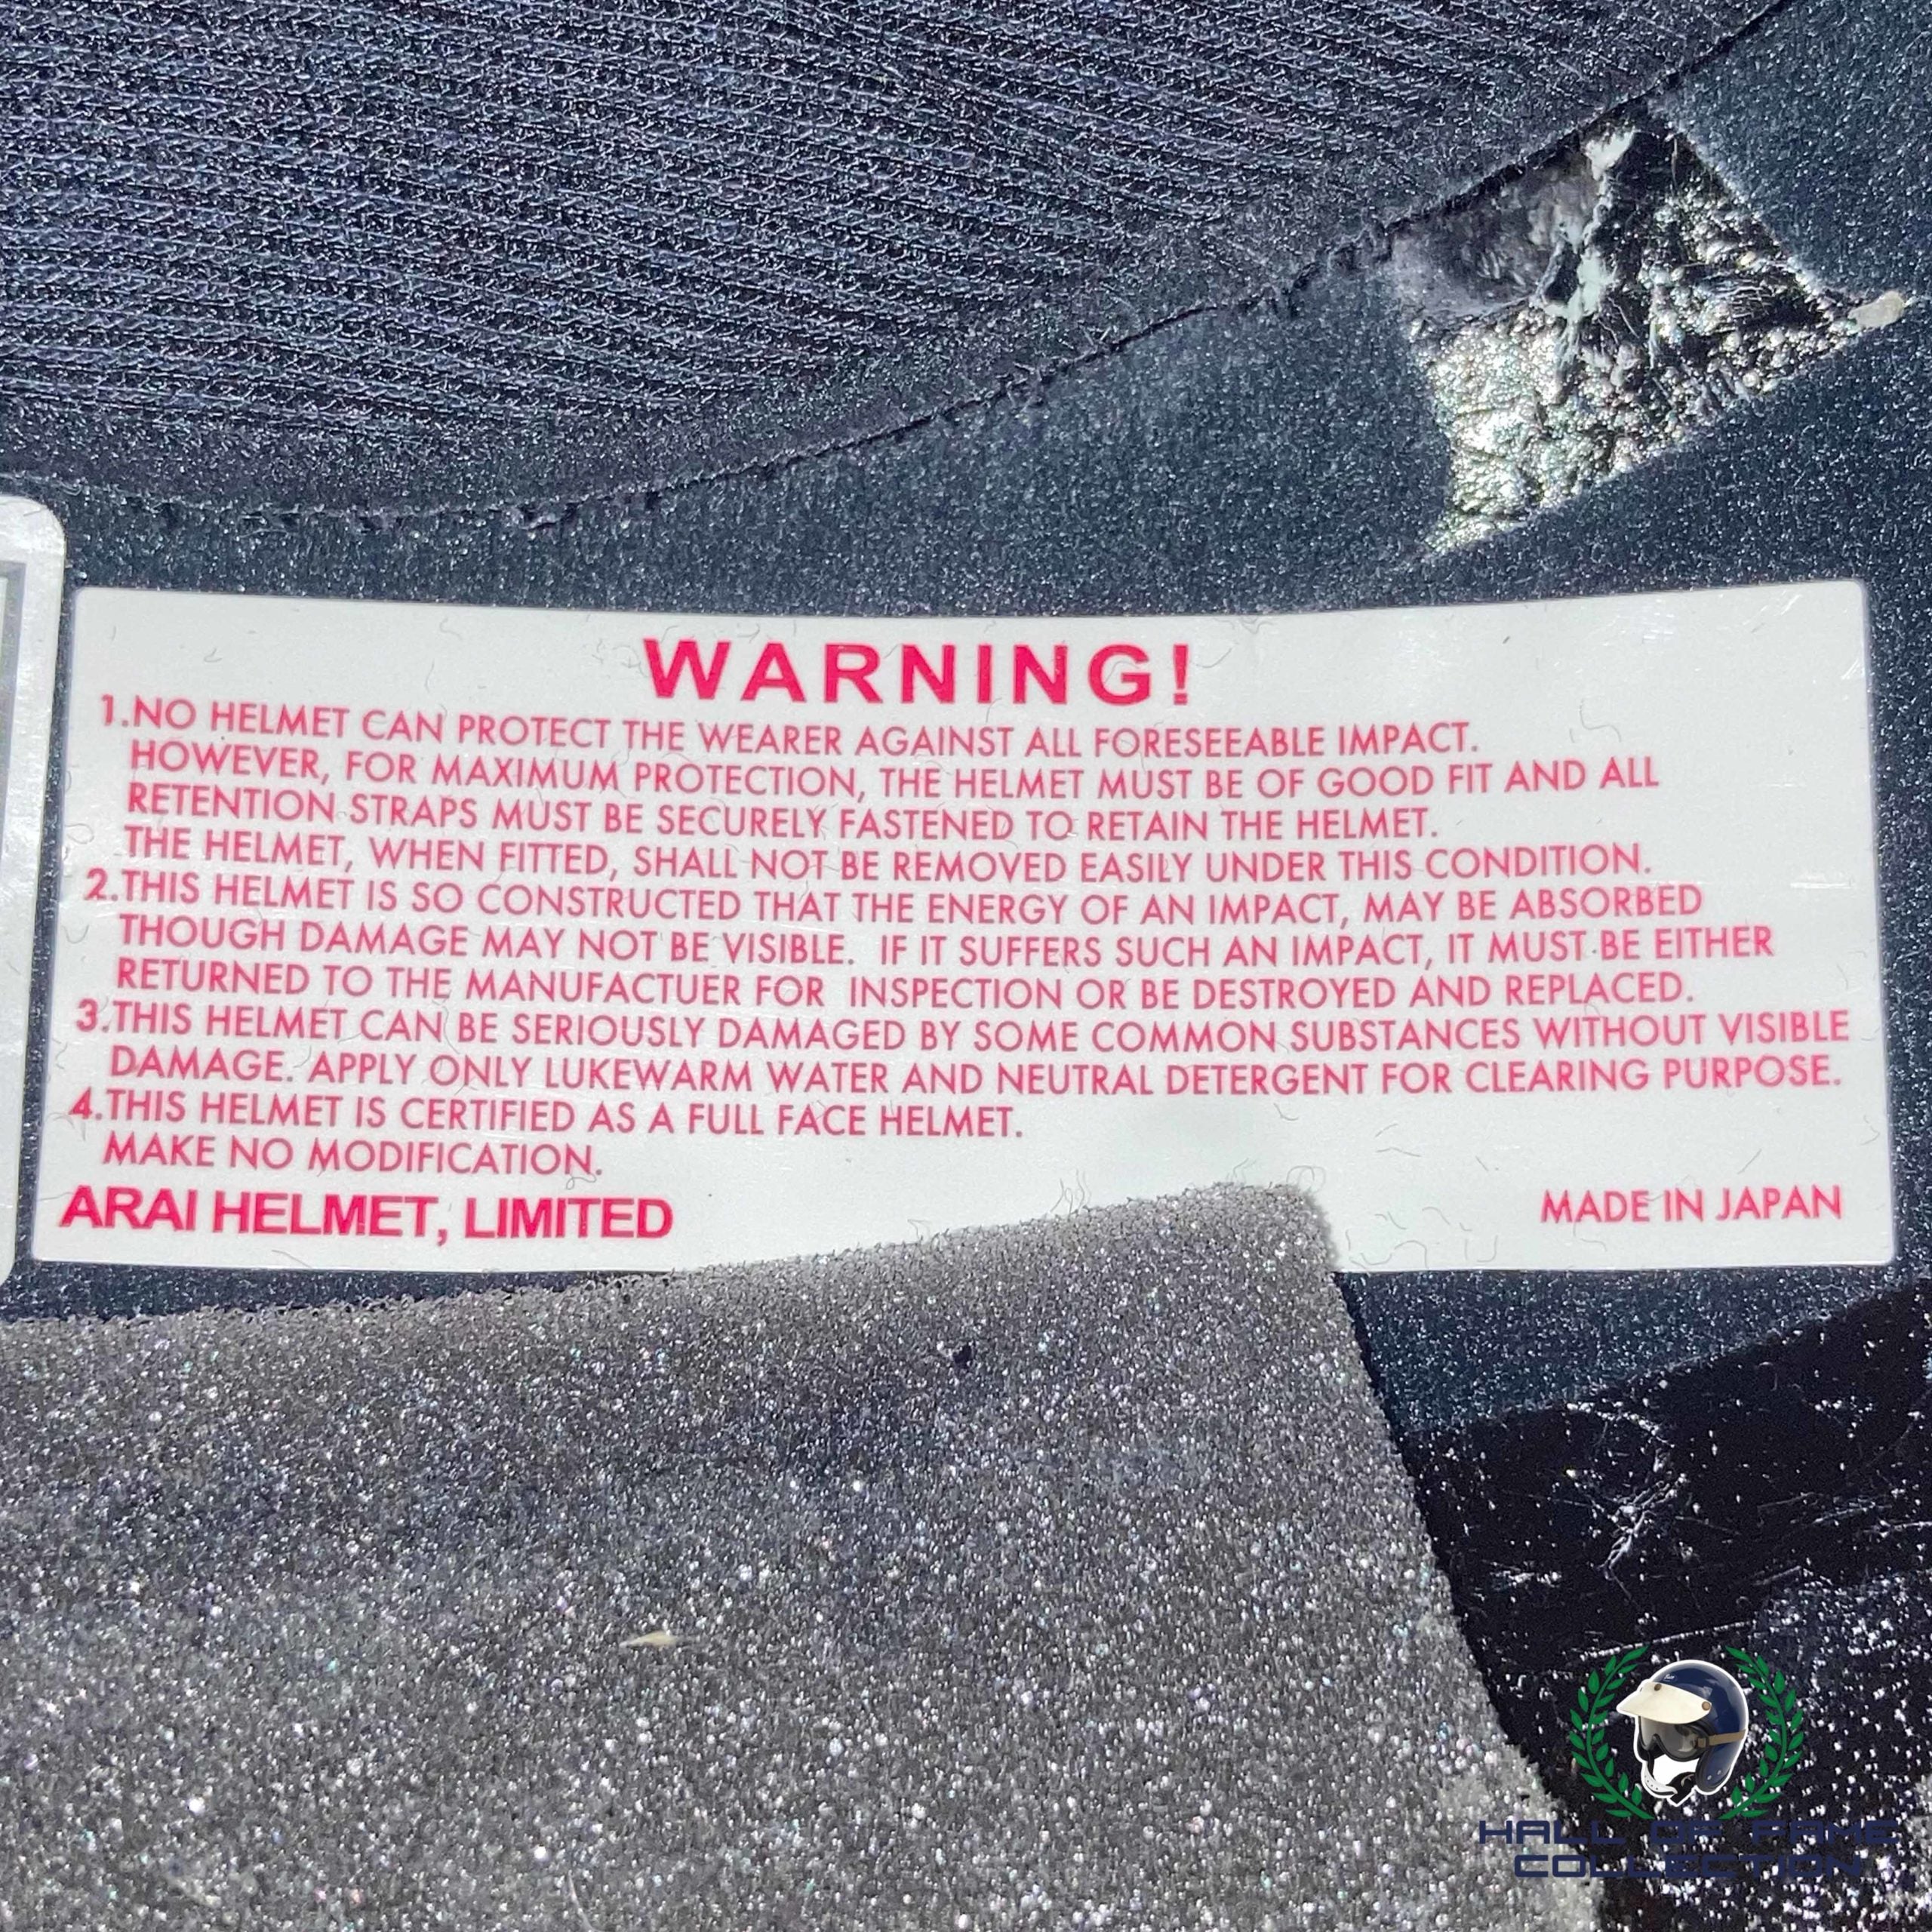 WARNING!
1.NO HELMET CAN PROTECT THE WEARER AGAINST ALL FORESEEABLE IMPACT.
HOWEVER, FOR MAXIMUM PROTECTION, THE HELMET MUST BE OF GOOD FIT AND ALL
RETENTION STRAPS MUST BE SECURELY FASTENED TO RETAIN THE HELMET.
THE HELMET, WHEN FITTED, SHALL NOT BE REMOVED EASILY UNDER THIS CONDITION.
2.THIS HELMET IS SO CONSTRUCTED THAT THE ENERGY OF AN IMPACT, MAY BE ABSORBED
THOUGH DAMAGE MAY NOT BE VISIBLE. IF IT SUFFERS SUCH AN IMPACT, IT MUST BE EITHER
RETURNED TO THE MANUFACTUER FOR INSPECTION OR BE DESTROYED AND REPLACED.
3.THIS HELMET CAN BE SERIOUSLY DAMAGED BY SOME COMMON SUBSTANCES WITHOUT VISIBLE
DAMAGE. APPLY ONLY LUKEWARM WATER AND NEUTRAL DETERGENT FOR CLEARING PURPOSE.
4.THIS HELMET IS CERTIFIED AS A FULL FACE HELMET.
MAKE NO MODIFICATION.
ARAI HELMET, LIMITED
MADE IN JAPAN
HALL OF FAME
COLLECTION